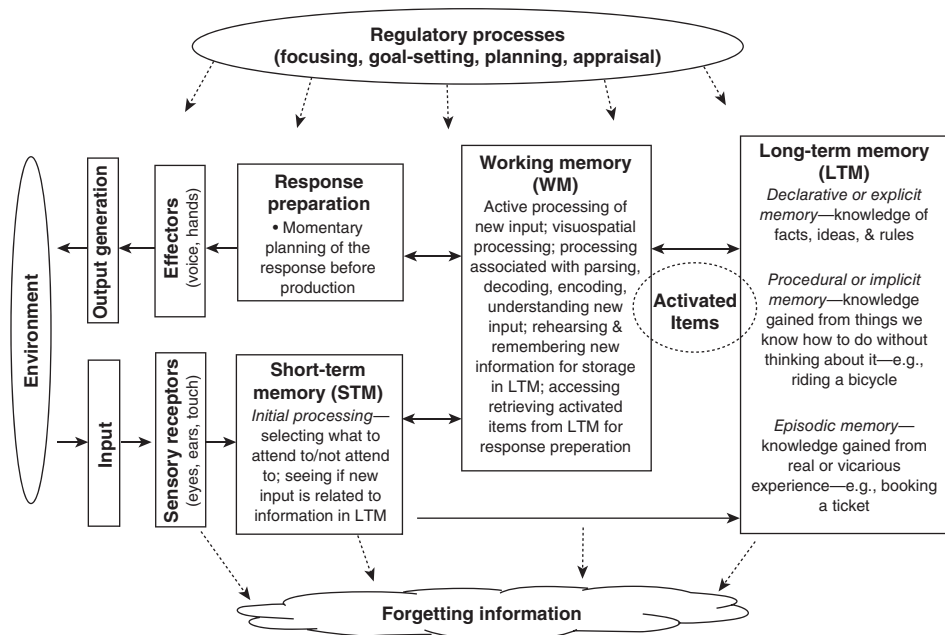 Regulatory processes
(focusing, goal-setting, planning, appraisal)
Environment
Output generation
Effectors
(voice, hands)
Response
preparation
• Momentary
planning of the
response before
production
Working memory
(WM)
Active processing of
new input; visuospatial
processing; processing
associated with parsing,
decoding, encoding,
understanding new
input; rehearsing &
remembering new
information for storage
in LTM; accessing
retrieving activated
items from LTM for
response preperation
Activated
Items
Long-term memory
(LTM)
Declarative or explicit
memory—knowledge of
facts, ideas, & rules
Procedural or implicit
memory—knowledge
gained from things we
know how to do without
thinking about it—e.g.,
riding a bicycle
Episodic memory—
knowledge gained from
real or vicarious
experience—e.g., booking
a ticket
Input
Sensory receptors
(eyes, ears, touch)
Short-term
memory (STM)
Initial processing—
selecting what to
attend to/not attend
to; seeing if new
input is related to
information in LTM
Forgetting information